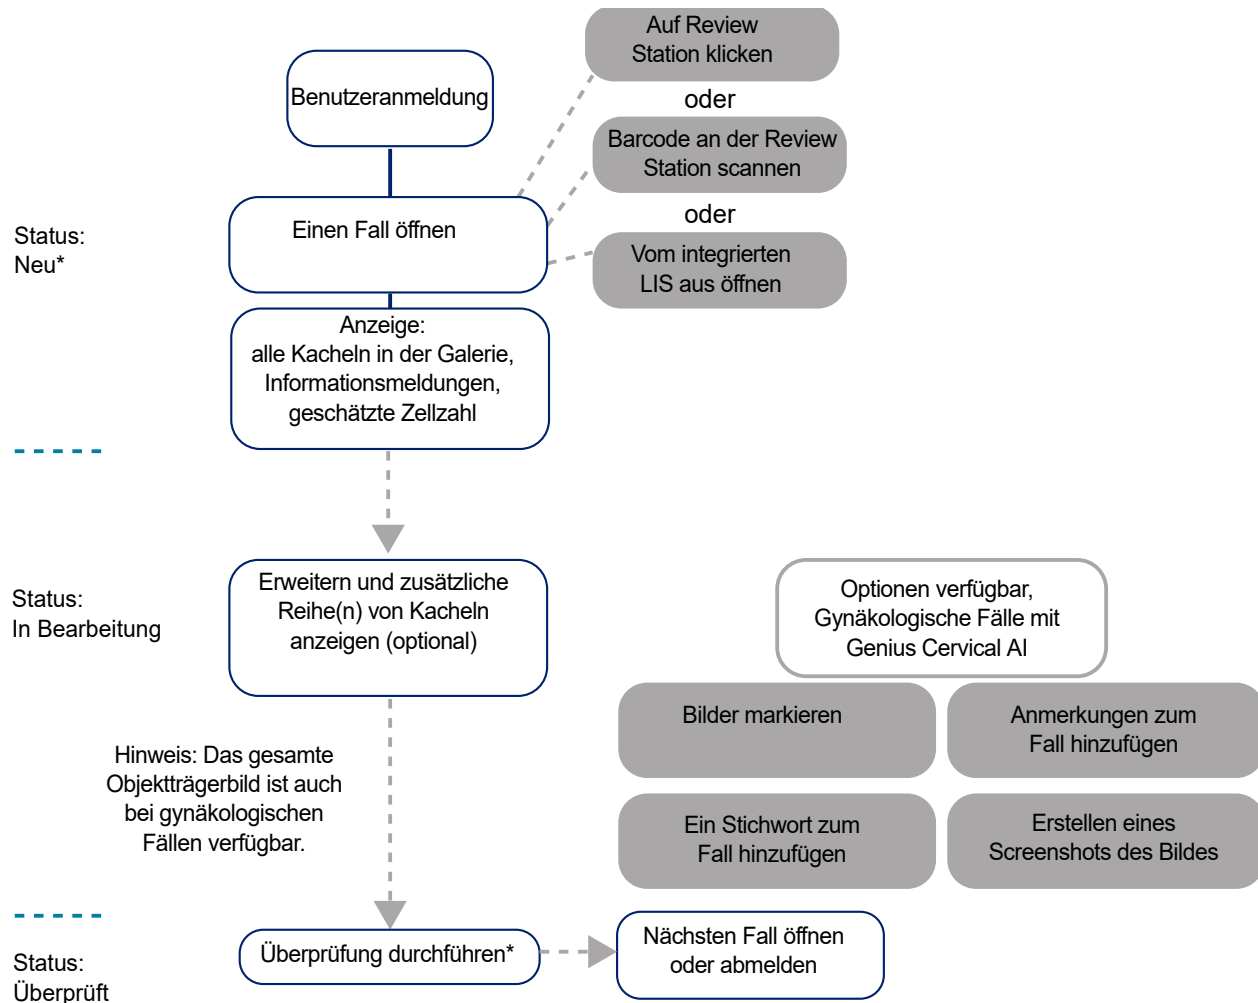 Auf Review
Station klicken
Benutzeranmeldung
oder
Barcode an der Review
Station scannen
oder
Status:
Neu*
Einen Fall öffnen
Vom integrierten
LIS aus öffnen
Anzeige:
alle Kacheln in der Galerie,
Informationsmeldungen,
geschätzte Zellzahl
Status:
In Bearbeitung
Erweitern und zusätzliche
Reihe(n) von Kacheln
anzeigen (optional)
Optionen verfügbar,
Gynäkologische Fälle mit
Genius Cervical AI
Bilder markieren
Anmerkungen zum
Fall hinzufügen
Hinweis: Das gesamte
Objektträgerbild ist auch
bei gynäkologischen
Fällen verfügbar.
Ein Stichwort zum
Fall hinzufügen
Erstellen eines
Screenshots des Bildes
Status:
Überprüft
Überprüfung durchführen*
Nächsten Fall öffnen
oder abmelden